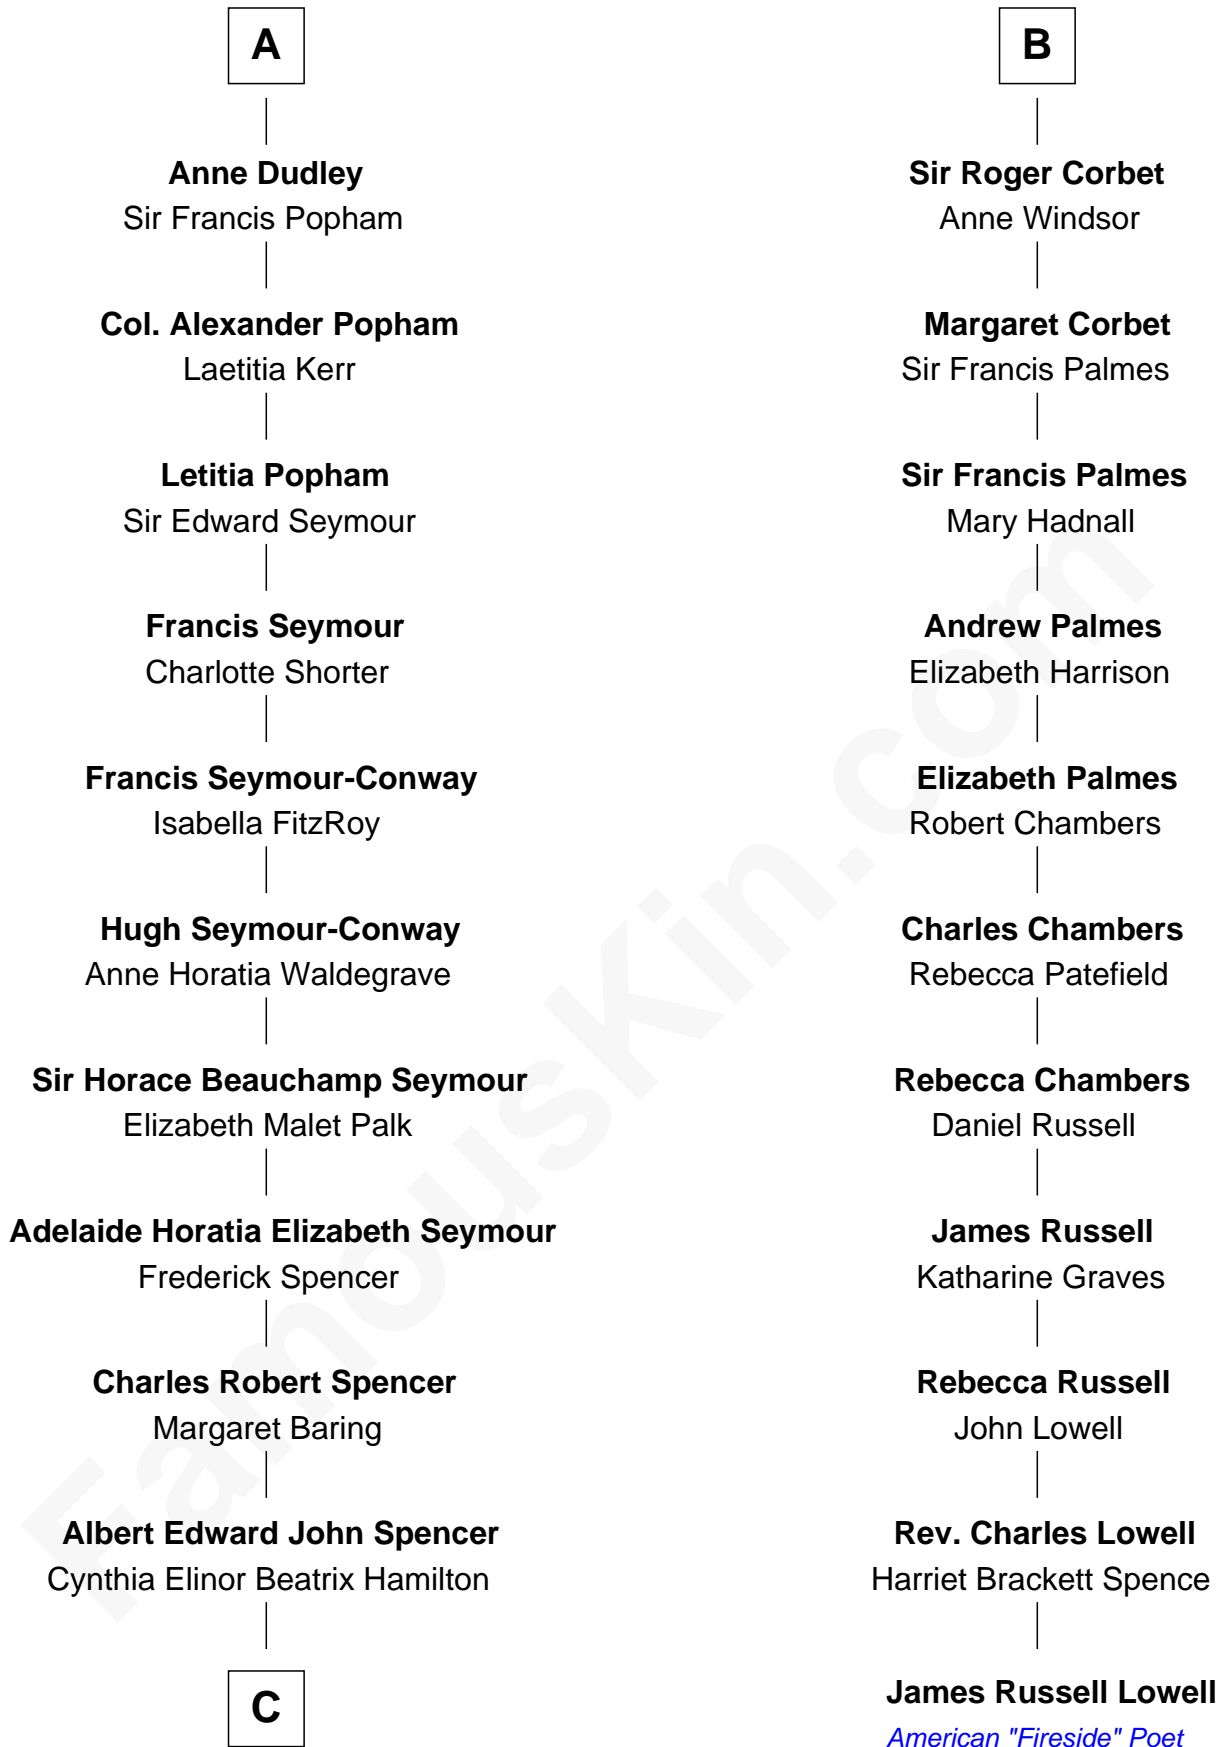 A
Anne Dudley
Sir Francis Popham
Col. Alexander Popham
Laetitia Kerr
Letitia Popham
Sir Edward Seymour
Francis Seymour
Charlotte Shorter
Francis Seymour-Conway
Isabella FitzRoy
Hugh Seymour-Conway
Anne Horatia Waldegrave
Sir Horace Beauchamp Seymour
Elizabeth Malet Palk
Adelaide Horatia Elizabeth Seymour
Frederick Spencer
Charles Robert Spencer
Margaret Baring
Albert Edward John Spencer
Cynthia Elinor Beatrix Hamilton
C
B
Sir Roger Corbet
Anne Windsor
Margaret Corbet
Sir Francis Palmes
Sir Francis Palmes
Mary Hadnall
Andrew Palmes
Elizabeth Harrison
Elizabeth Palmes
Robert Chambers
Charles Chambers
Rebecca Patefield
Rebecca Chambers
Daniel Russell
James Russell
Katharine Graves
Rebecca Russell
John Lowell
Rev. Charles Lowell
Harriet Brackett Spence
James Russell Lowell
American "Fireside" Poet
FamousKin.com